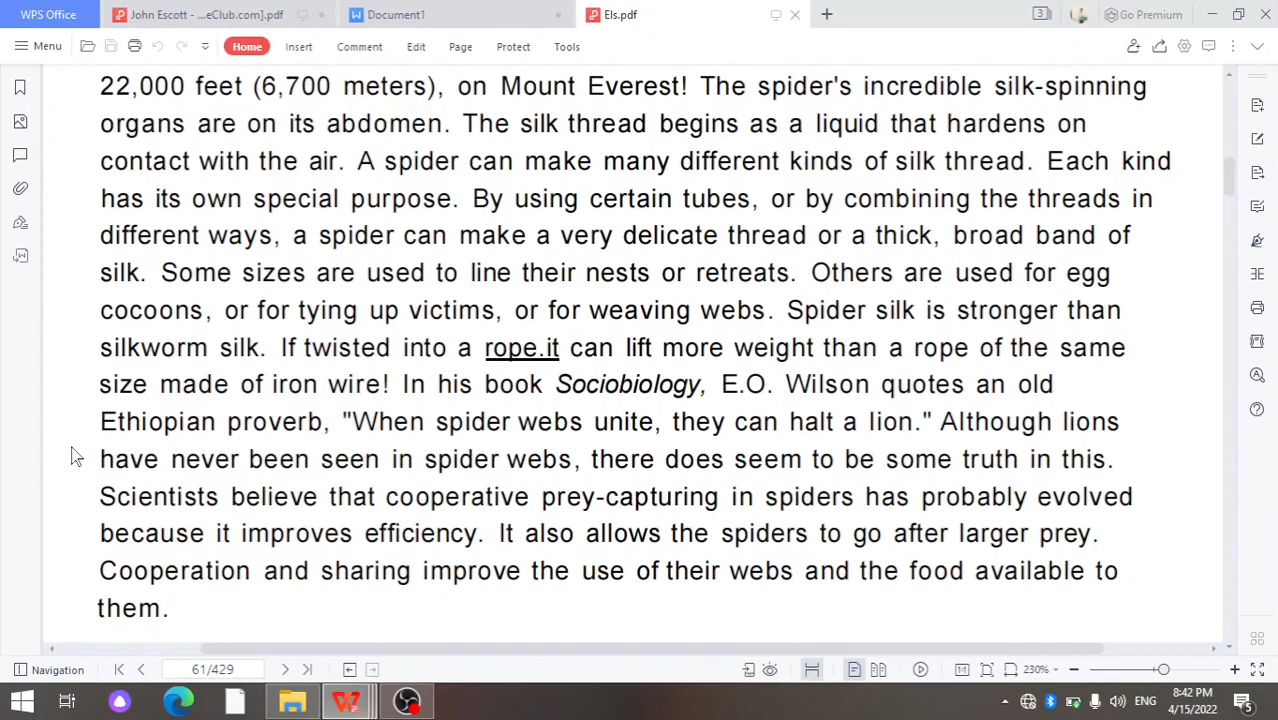 WPS Office
John Escott - ...eClub.com].pdf
Document1
Els.pdf
3
Go Premium
Menu
Home
Insert
Comment
Edit
Page
Protect
Tools
22,000 feet (6,700 meters), on Mount Everest! The spider's incredible silk-spinning
organs are on its abdomen. The silk thread begins as a liquid that hardens on
contact with the air. A spider can make many different kinds of silk thread. Each kind
has its own special purpose. By using certain tubes, or by combining the threads in
different ways, a spider can make a very delicate thread or a thick, broad band of
silk. Some sizes are used to line their nests or retreats. Others are used for egg
cocoons, or for tying up victims, or for weaving webs. Spider silk is stronger than
silkworm silk. If twisted into a rope.it can lift more weight than a rope of the same
size made of iron wire! In his book Sociobiology, E.O. Wilson quotes an old
Ethiopian proverb, "When spider webs unite, they can halt a lion." Although lions
have never been seen in spider webs, there does seem to be some truth in this.
Scientists believe that cooperative prey-capturing in spiders has probably evolved
because it improves efficiency. It also allows the spiders to go after larger prey.
Cooperation and sharing improve the use of their webs and the food available to
them.
Navigation
61/429
230%
ENG
8:42 PM
4/15/2022
5